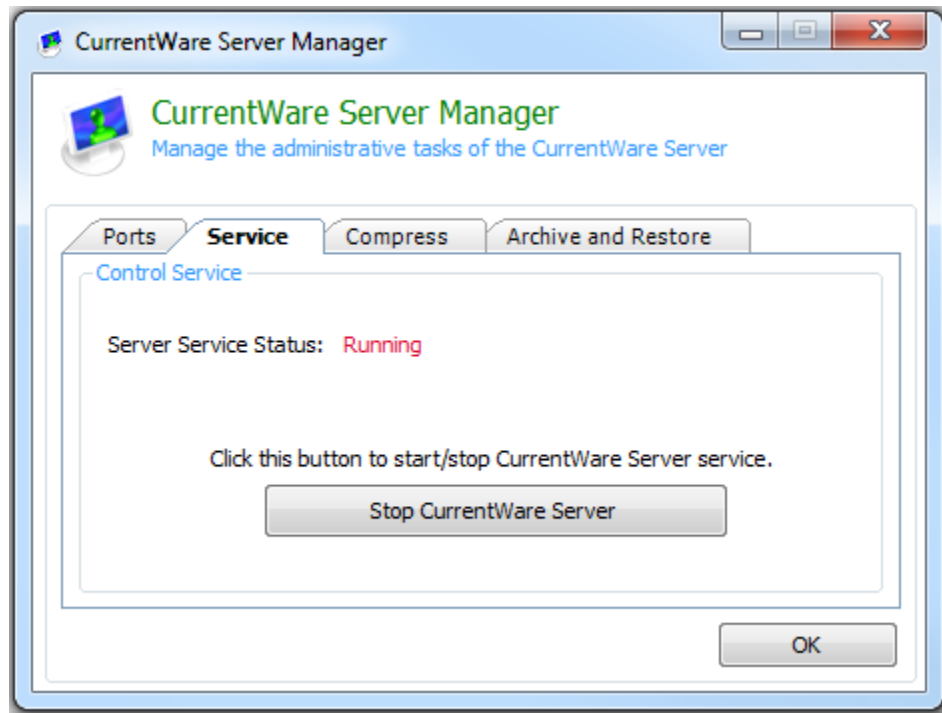 CurrentWare Server Manager
CurrentWare Server Manager
Manage the administrative tasks of the CurrentWare Server
Ports Service Compress Archive and Restore
Control Service
Server Service Status: Running
Click this button to start/stop CurrentWare Server service.
Stop CurrentWare Server
OK